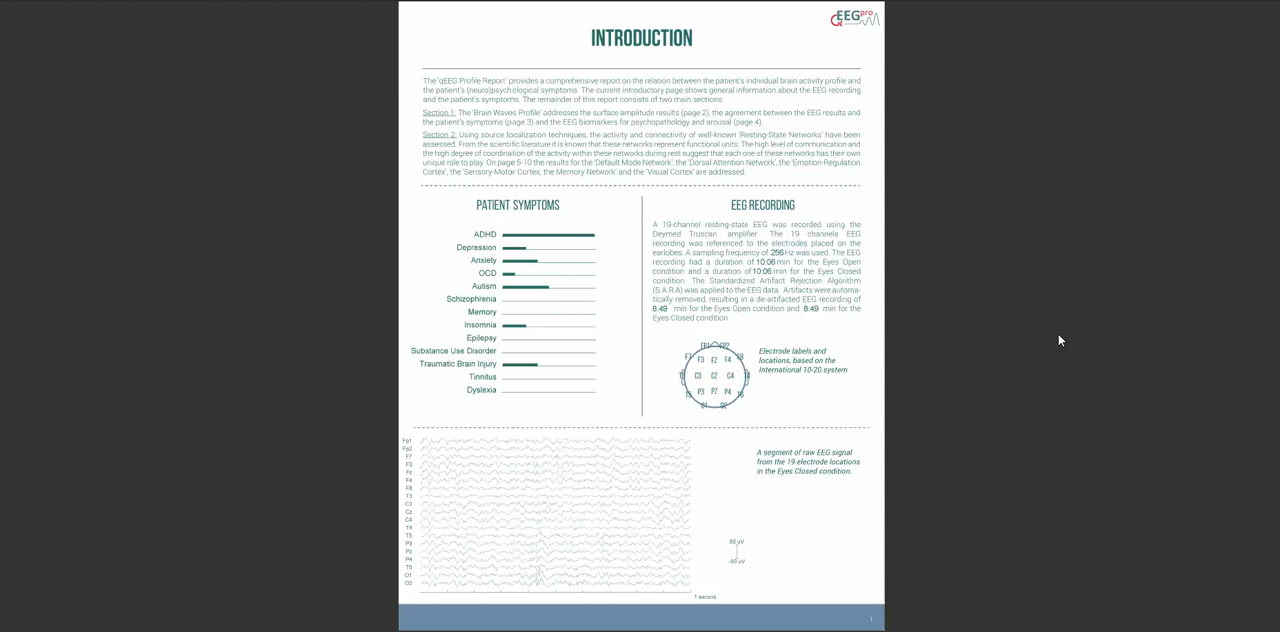 EEGpro
INTRODUCTION
The 'qEEG Profile Report' provides a comprehensive report on the relation between the patient's individual brain activity profile and
the patient's (neuro)psychological symptoms. The current introductory page shows general information about the EEG recording
and the patient's symptoms. The remainder of this report consists of two main sections:
Section 1: The 'Brain Waves Profile' addresses the surface amplitude results (page 2), the agreement between the EEG results and
the patient's symptoms (page 3) and the EEG biomarkers for psychopathology and arousal (page 4).
Section 2: Using source localization techniques, the activity and connectivity of well-known 'Resting-State Networks' have been
assessed. From the scientific literature it is known that these networks represent functional units: The high level of communication and
the high degree of coordination of the activity within these networks during rest suggest that each one of these networks has their own
unique role to play. On page 5-10 the results for the 'Default Mode Network', the 'Dorsal Attention Network', the 'Emotion-Regulation
Cortex', the 'Sensory-Motor Cortex, the Memory Network' and the 'Visual Cortex' are addressed.
PATIENT SYMPTOMS
ADHD
Depression
Anxiety
OCD
Autism
Schizophrenia
Memory
Insomnia
Epilepsy
Substance Use Disorder
Traumatic Brain Injury
Tinnitus
Dyslexia
EEG RECORDING
A 19-channel resting-state EEG was recorded using the
Deymed Truscan amplifier. The 19 channels EEG
recording was referenced to the electrodes placed on the
earlobes. A sampling frequency of 256 Hz was used. The EEG
recording had a duration of 10:06 min for the Eyes Open
condition and a duration of 10:06 min for the Eyes Closed
condition. The Standardized Artifact Rejection Algorithm
(S.A.R.A) was applied to the EEG data. Artifacts were automa-
tically removed, resulting in a de-artifacted EEG recording of
8:49 min for the Eyes Open condition and 8:49 min for the
Eyes Closed condition.
FP1 FP2
F7 F3 FZ F4 F8
T3 C3 CZ C4 T4
T5 P3 PZ P4 T6
O1 O2
Electrode labels and
locations, based on the
International 10-20 system
Fp1
Fp2
F7
F3
Fz
F4
F8
T3
C3
Cz
C4
T4
T5
P3
Pz
P4
T6
O1
O2
A segment of raw EEG signal
from the 19 electrode locations
in the Eyes Closed condition.
50 uV
-50 uV
1 second
1